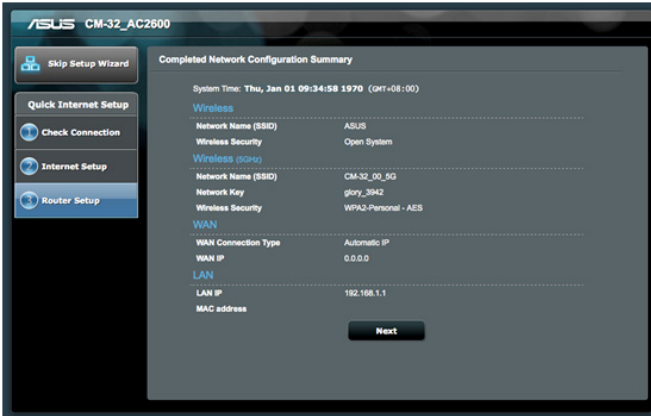 ASUS CM-32_AC2600
Skip Setup Wizard
Quick Internet Setup
1 Check Connection
2 Internet Setup
3 Router Setup
Completed Network Configuration Summary
System Time: Thu, Jan 01 09:34:58 1970 (GMT+08:00)
Wireless
Network Name (SSID) ASUS
Wireless Security Open System
Wireless (5GHz)
Network Name (SSID) CM-32_00_5G
Network Key glory_3942
Wireless Security WPA2-Personal - AES
WAN
WAN Connection Type Automatic IP
WAN IP 0.0.0.0
LAN
LAN IP 192.168.1.1
MAC address
Next